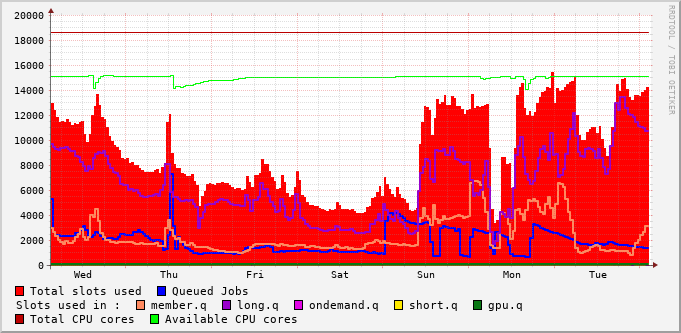 20000
18000
16000
14000
12000
10000
8000
6000
4000
2000
0
Wed Thu Fri Sat Sun Mon Tue
RRDTOOL / TOBI OETIKER
Total slots used Queued Jobs
Slots used in : member.q long.q ondemand.q short.q gpu.q
Total CPU cores Available CPU cores